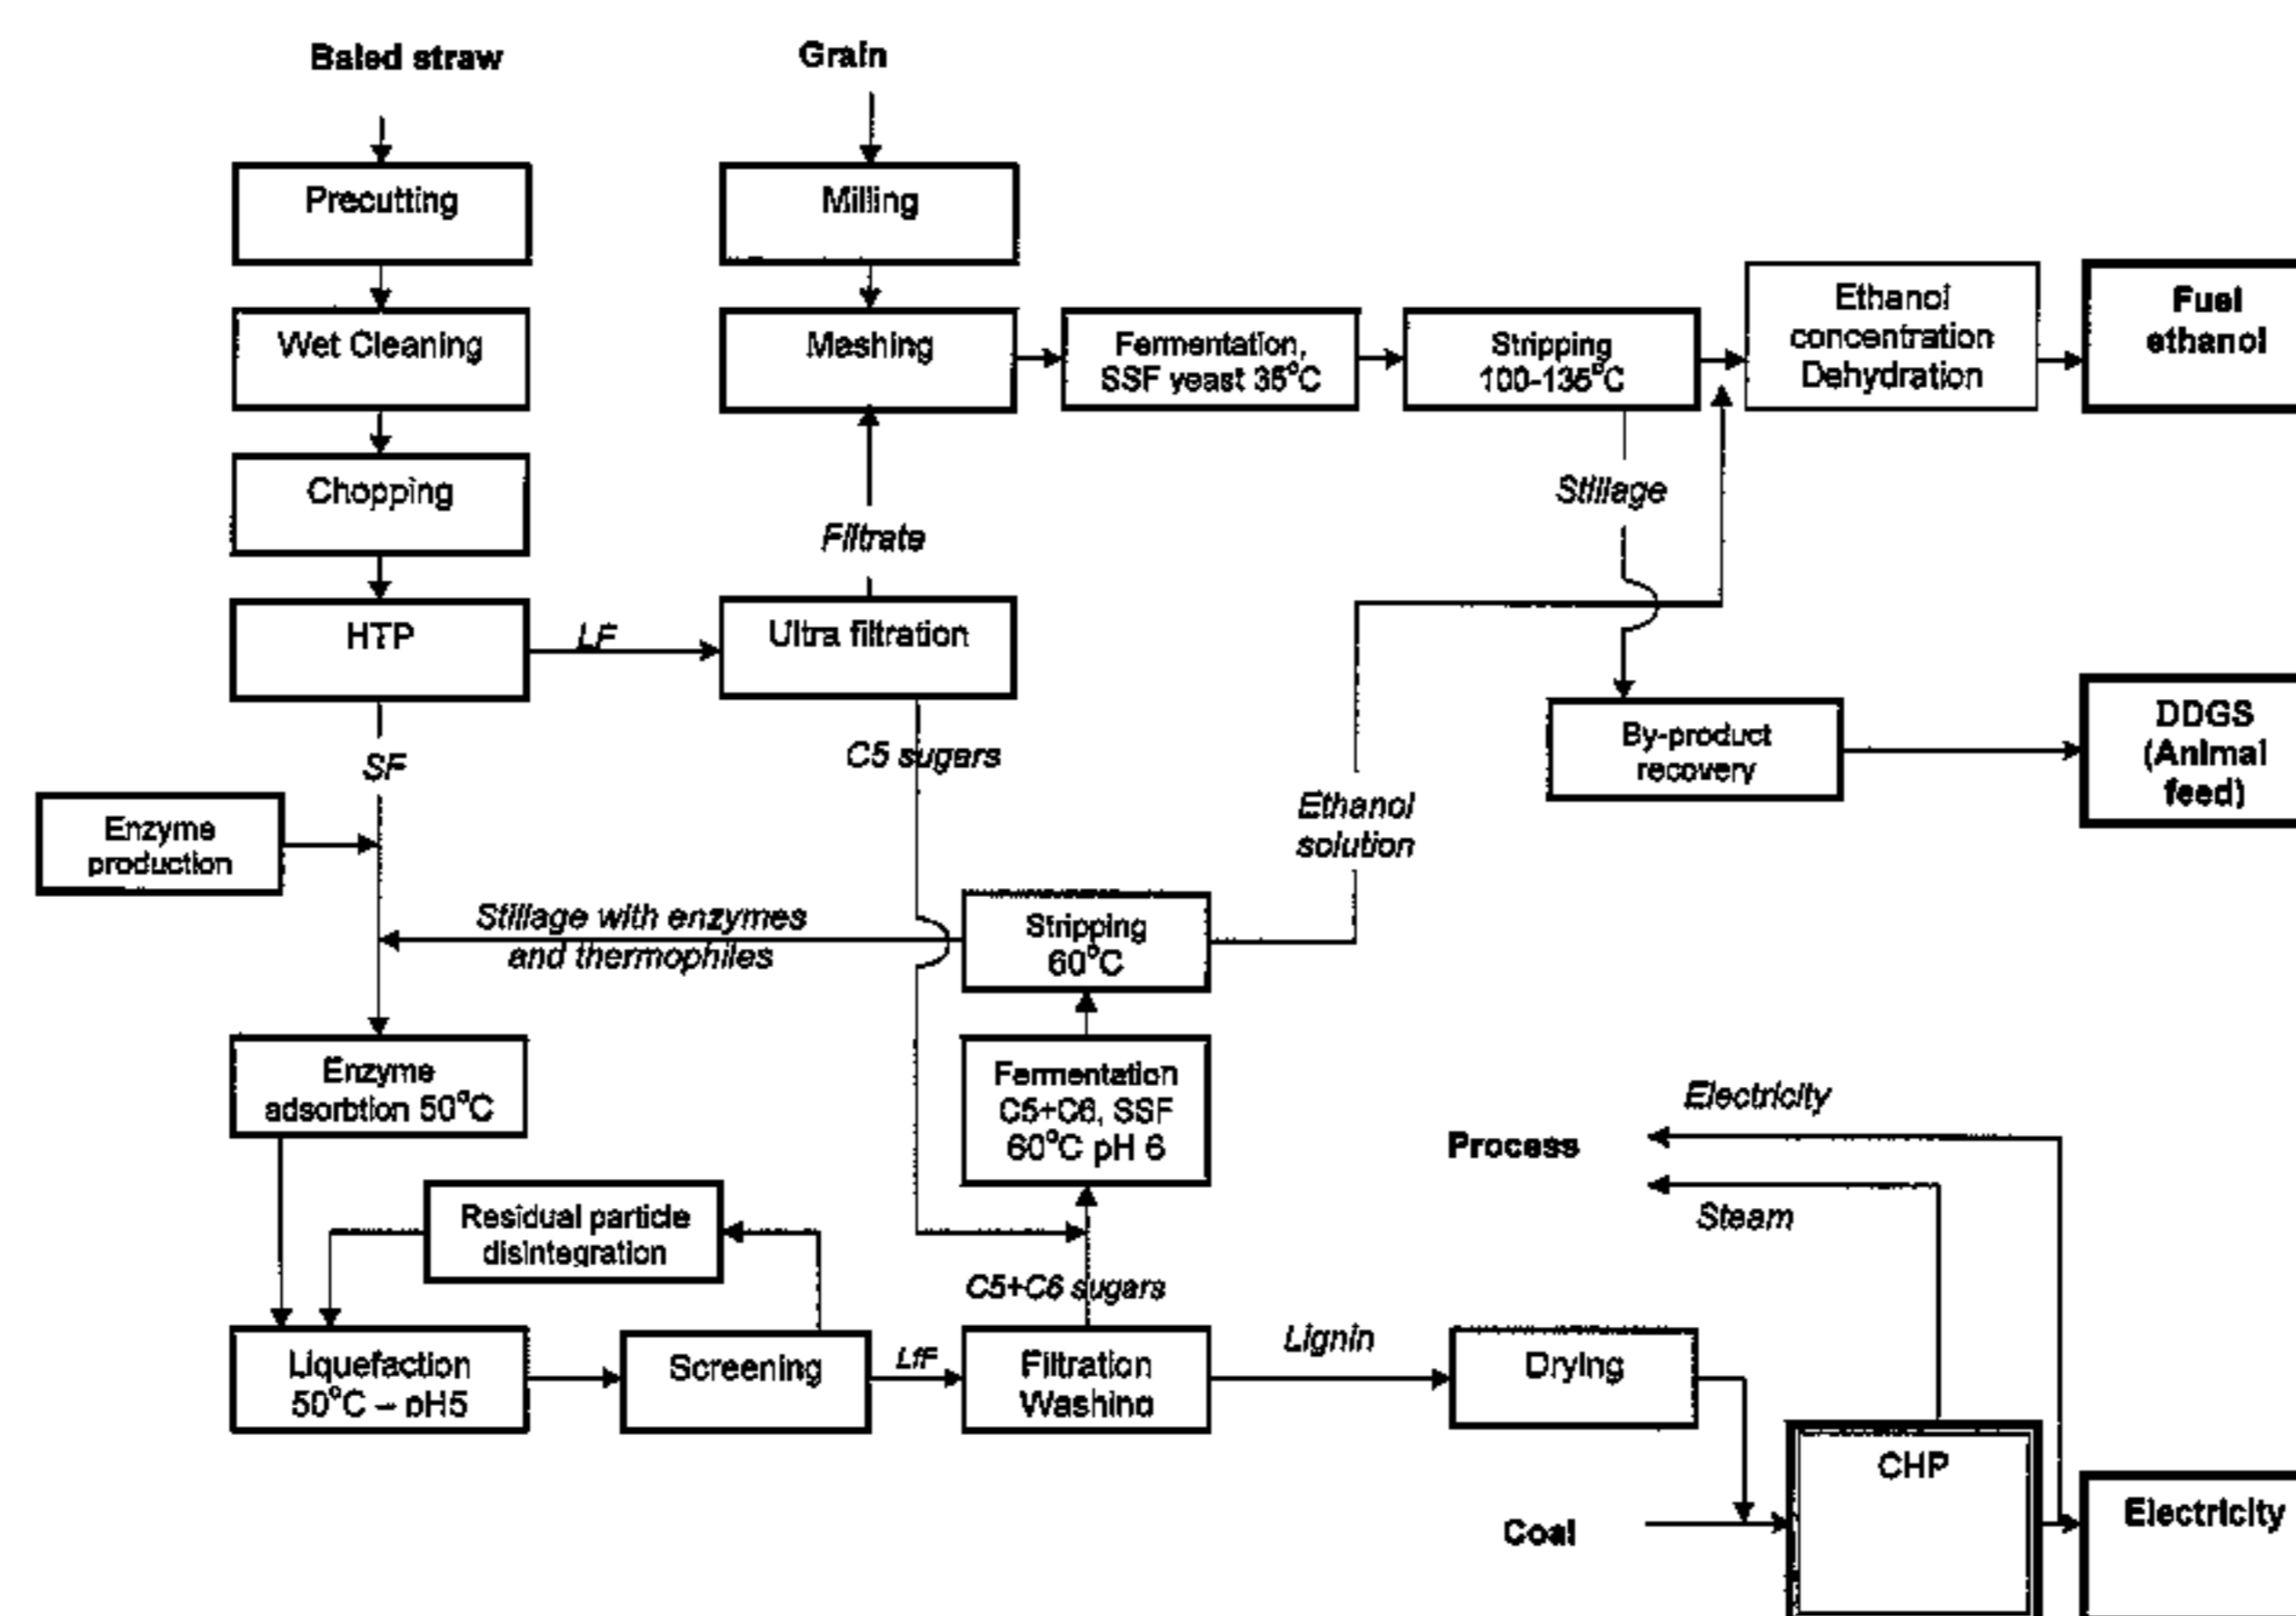 Baled straw
Grain
Precutting
Milling
Wet Cleaning
Mashing
Fermentation,
SSF yeast 35°C
Stripping
100-135°C
Ethanol
concentration
Dehydration
Fuel
ethanol
Chopping
Stillage
Filtrate
HTP
LF
Ultra filtration
SF
C5 sugars
By-product
recovery
DDGS
(Animal
feed)
Enzyme
production
Ethanol
solution
Stillage with enzymes
and thermophiles
Stripping
60°C
Enzyme
adsorbtion 50°C
Fermentation
C5+C6, SSF
60°C pH 6
Electricity
Process
Steam
Residual particle
disintegration
C5+C6 sugars
Liquefaction
50°C – pH5
Screening
LfF
Filtration
Washing
Lignin
Drying
CHP
Coal
Electricity